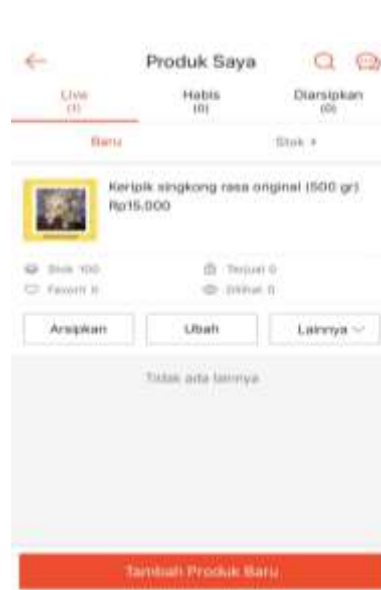 Produk Saya
Live
(1)
Habis
(0)
Diarsipkan
(0)
Baru
Stok
Keripik singkong rasa original (500 gr)
Rp15.000
Stok 100
Terjual 0
Favorit 0
Dilihat 0
Arsipkan
Ubah
Lainnya
Tidak ada lainnya
Tambah Produk Baru